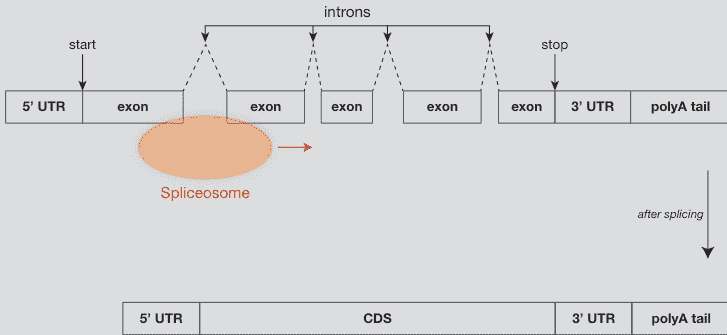 introns
start
stop
5’ UTR
exon
exon
exon
exon
exon
3’ UTR
polyA tail
Spliceosome
after splicing
5’ UTR
CDS
3’ UTR
polyA tail